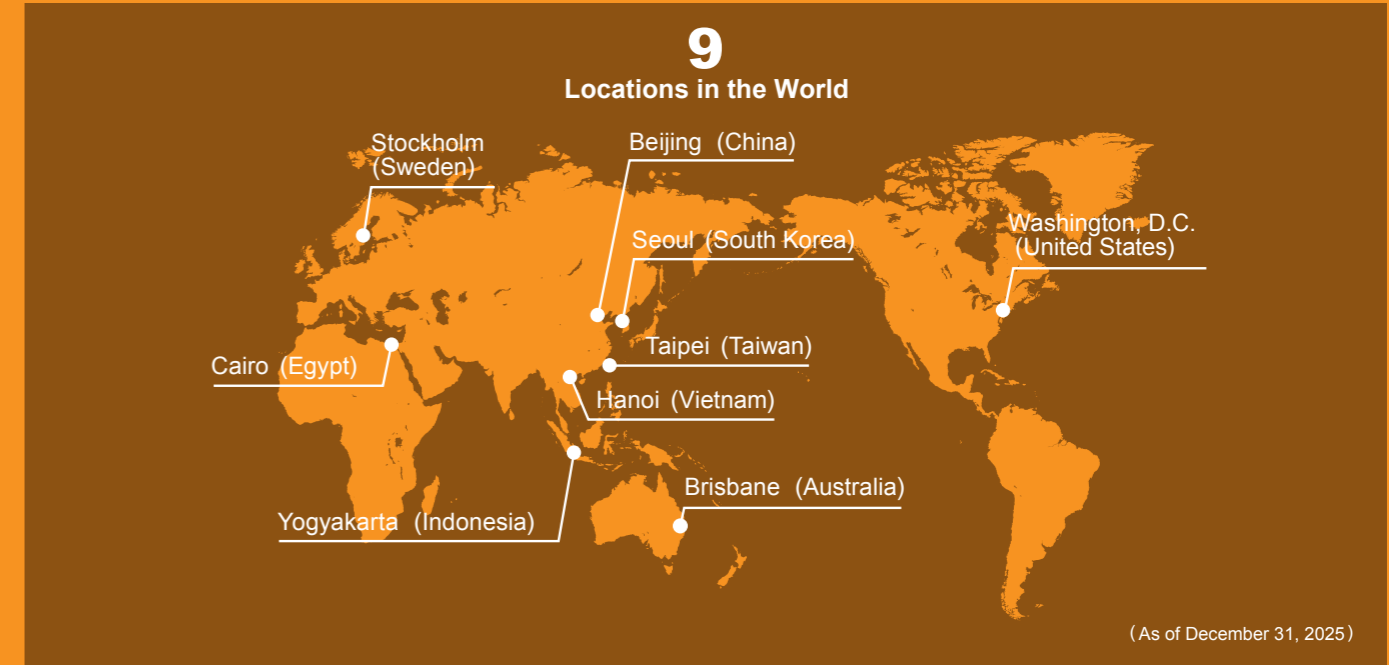 9
Locations in the World
Stockholm
(Sweden)
Beijing (China)
Washington, D.C.
(United States)
Seoul (South Korea)
Taipei (Taiwan)
Cairo (Egypt)
Hanoi (Vietnam)
Brisbane (Australia)
Yogyakarta (Indonesia)
(As of December 31, 2025)